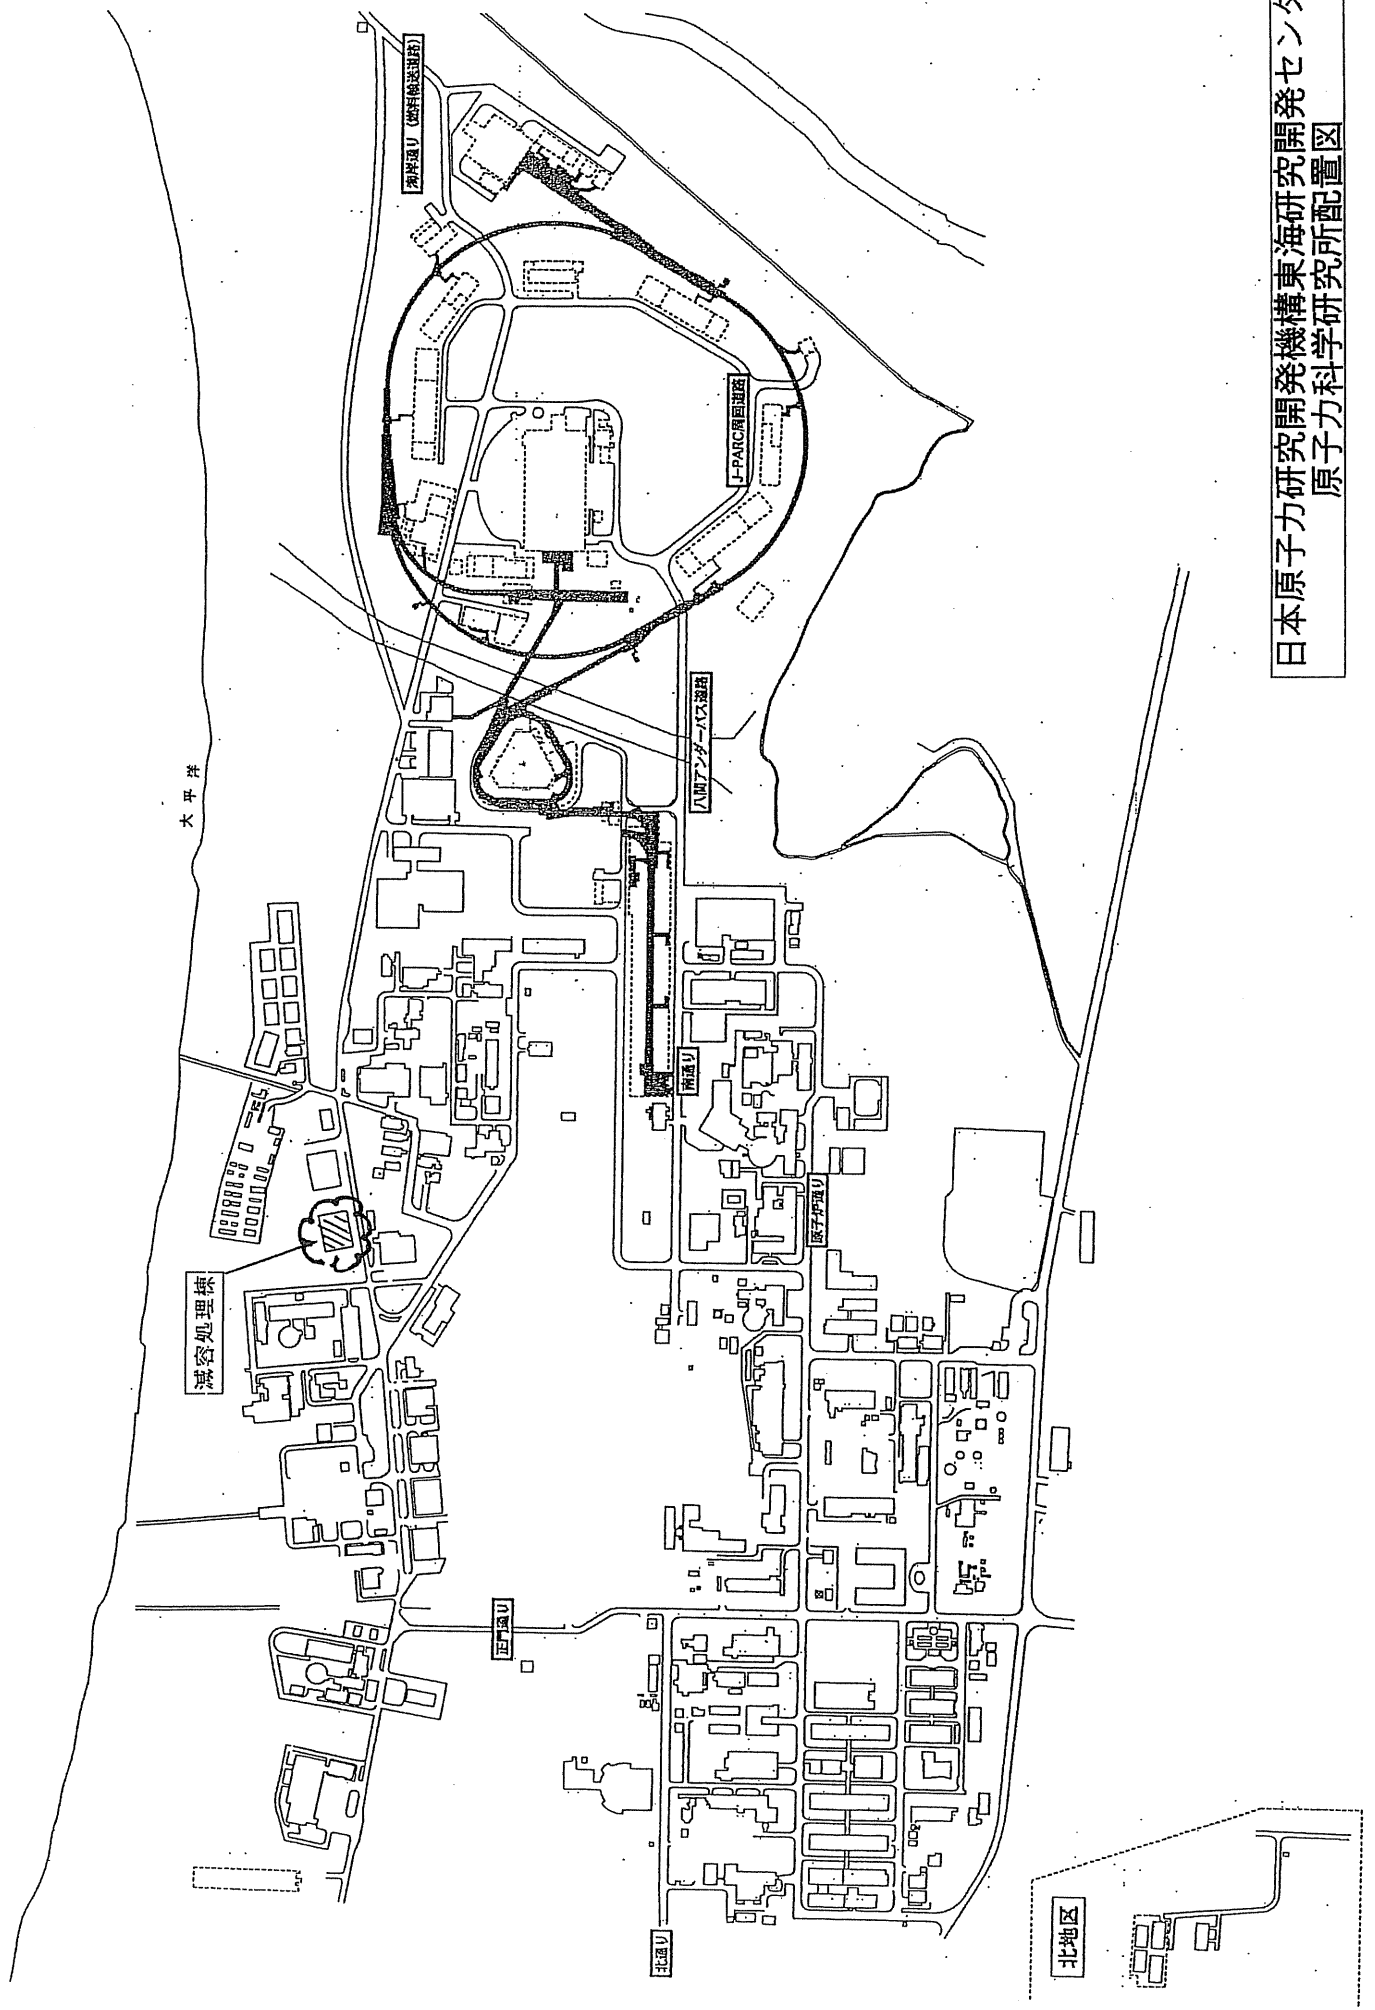 日本原子力研究開発機構東海研究開発センタ
原子力科学研究所配置図
海岸通り（燃料輸送道路）
J-PARC周回道路
八間アンダーパス道路
太平洋
南通り
原子炉通り
減容処理棟
正門通り
北通り
北地区